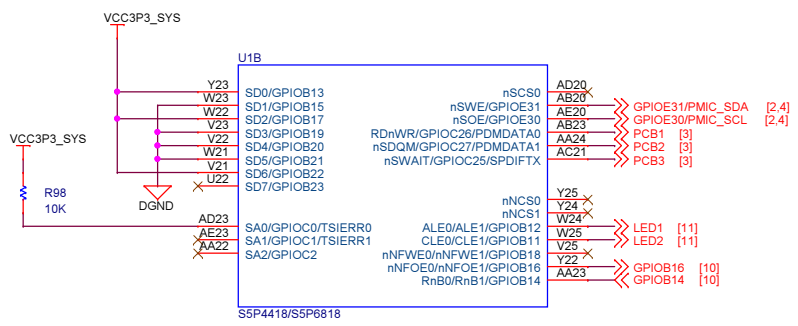 VCC3P3_SYS
U1B
Y23 SD0/GPIOB13 nSCS0 AD20
W23 SD1/GPIOB15 nSWE/GPIOE31 AB20 GPIOE31/PMIC_SDA [2,4]
W22 SD2/GPIOB17 nSOE/GPIOE30 AE20 GPIOE30/PMIC_SCL [2,4]
V23 SD3/GPIOB19 RDnWR/GPIOC26/PDMDATA0 AB23 PCB1 [3]
V22 SD4/GPIOB20 nSDQM/GPIOC27/PDMDATA1 AA24 PCB2 [3]
W21 SD5/GPIOB21 nSWAIT/GPIOC25/SPDIFTX AC21 PCB3 [3]
V21 SD6/GPIOB22
U22 SD7/GPIOB23 nNCS0 Y25
VCC3P3_SYS
R98
10K
DGND
nNCS1 Y24
AD23 SA0/GPIOC0/TSIERR0 ALE0/ALE1/GPIOB12 W24 LED1 [11]
AE23 SA1/GPIOC1/TSIERR1 CLE0/CLE1/GPIOB11 W25 LED2 [11]
AA22 SA2/GPIOC2 nNFWE0/nNFWE1/GPIOB18 V25
nNFOE0/nNFOE1/GPIOB16 Y22 GPIOB16 [10]
RnB0/RnB1/GPIOB14 AA23 GPIOB14 [10]
S5P4418/S5P6818